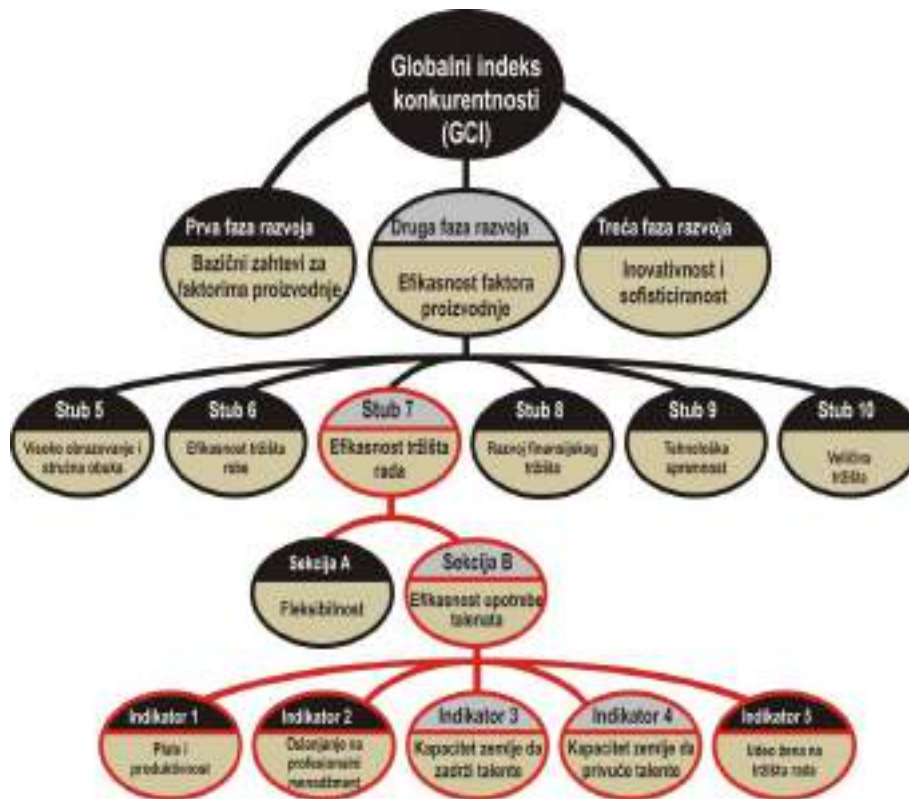 Globalni indeks
konkurentnosti
(GCI)
Prva faza razvoja
Bazični zahtevi za
faktorima proizvodnje
Druga faza razvoja
Efikasnost faktora
proizvodnje
Treća faza razvoja
Inovativnost i
sofisticiranost
Stub 5
Visoko obrazovanje i
stručna obuka
Stub 6
Efikasnost tržišta
robe
Stub 7
Efikasnost tržišta
rada
Stub 8
Razvoj finansijskog
tržišta
Stub 9
Tehnološka
spremnost
Stub 10
Veličina
tržišta
Sekcija A
Fleksibilnost
Sekcija B
Efikasnost upotrebe
talenata
Indikator 1
Plate i
produktivnost
Indikator 2
Oslanjanje na
profesionalni
menadžment
Indikator 3
Kapacitet zemlje da
zadrži talente
Indikator 4
Kapacitet zemlje da
privuče talente
Indikator 5
Udeo žena na
tržištu rada